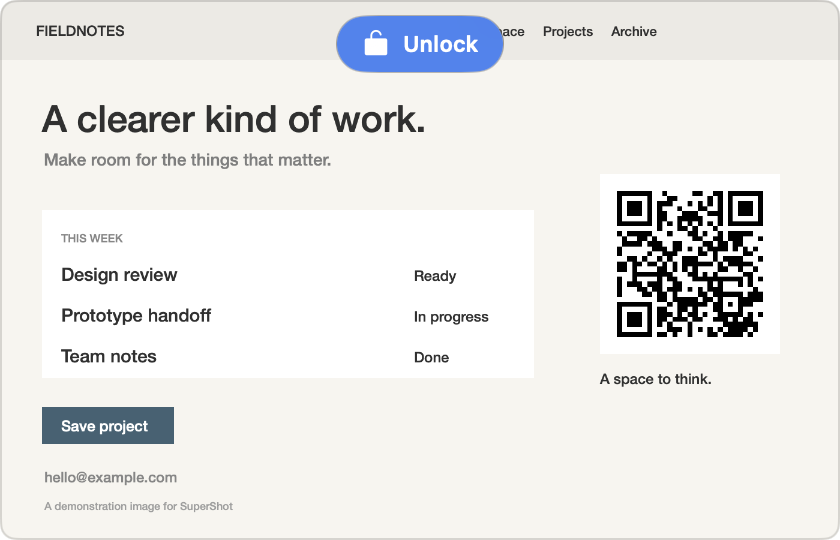 FIELDNOTES
Unlock
Projects
Archive
A clearer kind of work.
Make room for the things that matter.
THIS WEEK
Design review Ready
Prototype handoff In progress
Team notes Done
A space to think.
Save project
hello@example.com
A demonstration image for SuperShot